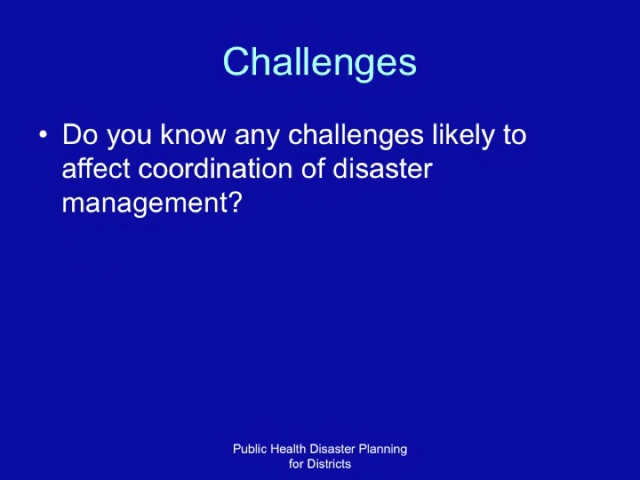 Challenges
• Do you know any challenges likely to
affect coordination of disaster
management?
Public Health Disaster Planning
for Districts